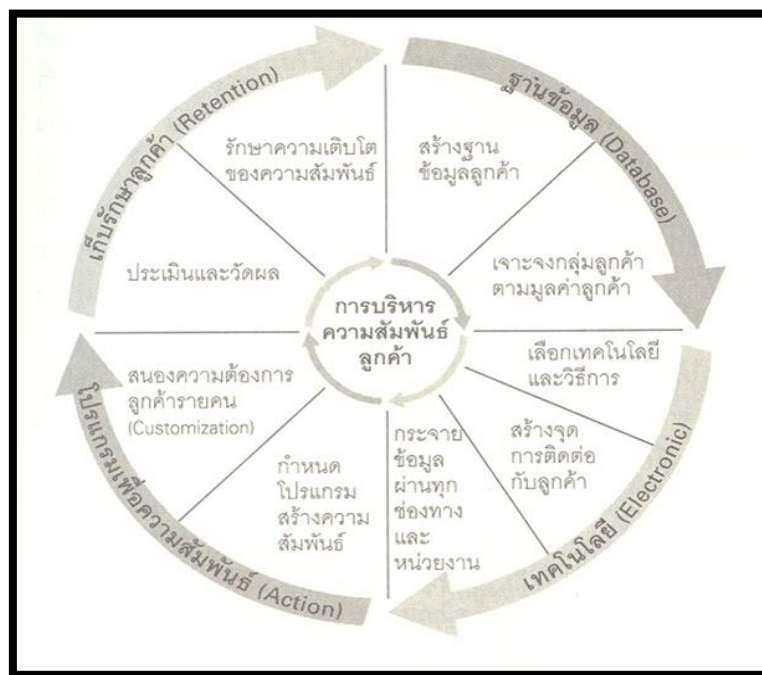 ฐานข้อมูล (Database)
สร้างฐาน
ข้อมูลลูกค้า
เจาะจงกลุ่มลูกค้า
ตามมูลค่าลูกค้า
เทคโนโลยี (Electronic)
เลือกเทคโนโลยี
และวิธีการ
สร้างจุด
การติดต่อ
กับลูกค้า
กระจาย
ข้อมูล
ผ่านทุก
ช่องทาง
และ
หน่วยงาน
โปรแกรมเพื่อความสัมพันธ์ (Action)
กำหนด
โปรแกรม
สร้างความ
สัมพันธ์
สนองความต้องการ
ลูกค้ารายคน
(Customization)
เก็บรักษาลูกค้า (Retention)
ประเมินและวัดผล
รักษาความเติบโต
ของความสัมพันธ์
การบริหาร
ความสัมพันธ์
ลูกค้า